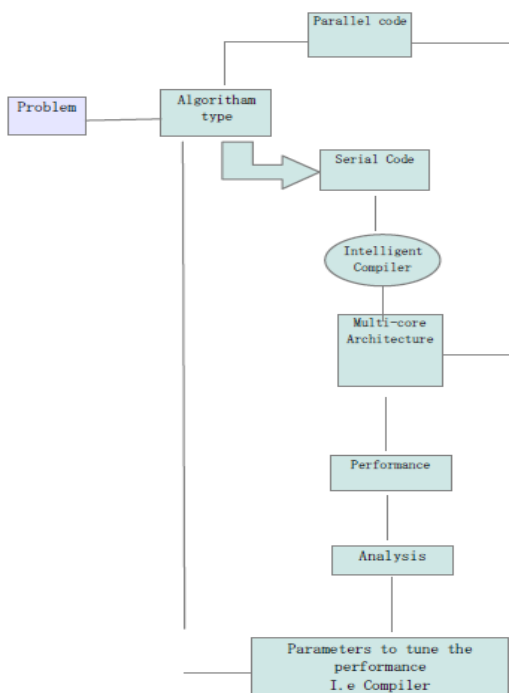 Parallel code
Problem
Algoritham
type
Serial Code
Intelligent
Compiler
Multi-core
Architecture
Performance
Analysis
Parameters to tune the
performance
I.e Compiler